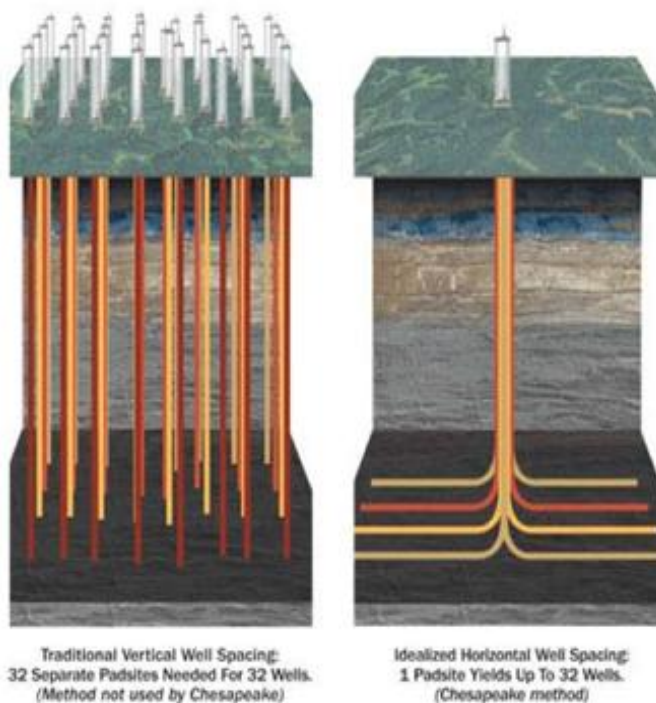 Traditional Vertical Well Spacing:
32 Separate Padsites Needed For 32 Wells.
(Method not used by Chesapeake)
Idealized Horizontal Well Spacing:
1 Padsite Yields Up To 32 Wells.
(Chesapeake method)